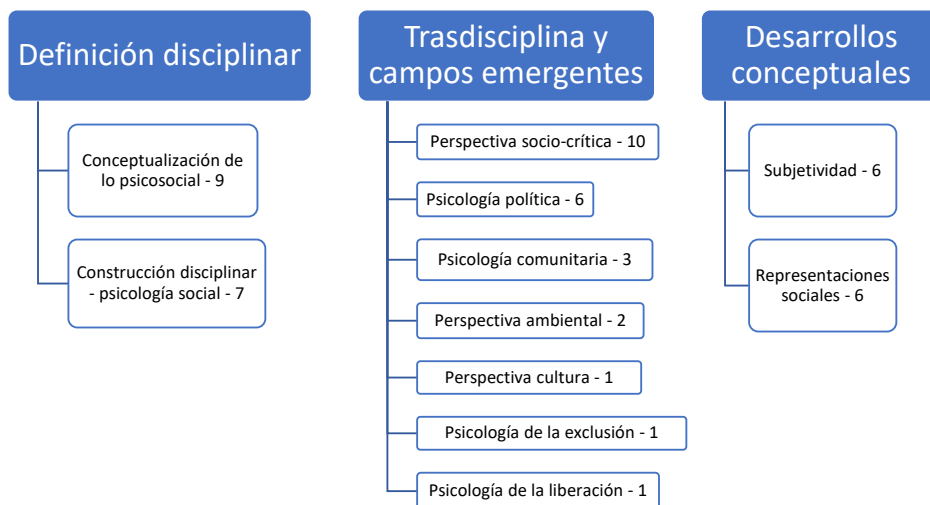 Definición disciplinar
Conceptualización de
lo psicosocial - 9
Construcción disciplinar
- psicología social - 7
Trasdisciplina y
campos emergentes
Perspectiva socio-crítica - 10
Psicología política - 6
Psicología comunitaria - 3
Perspectiva ambiental - 2
Perspectiva cultura - 1
Psicología de la exclusión - 1
Psicología de la liberación - 1
Desarrollos
conceptuales
Subjetividad - 6
Representaciones
sociales - 6